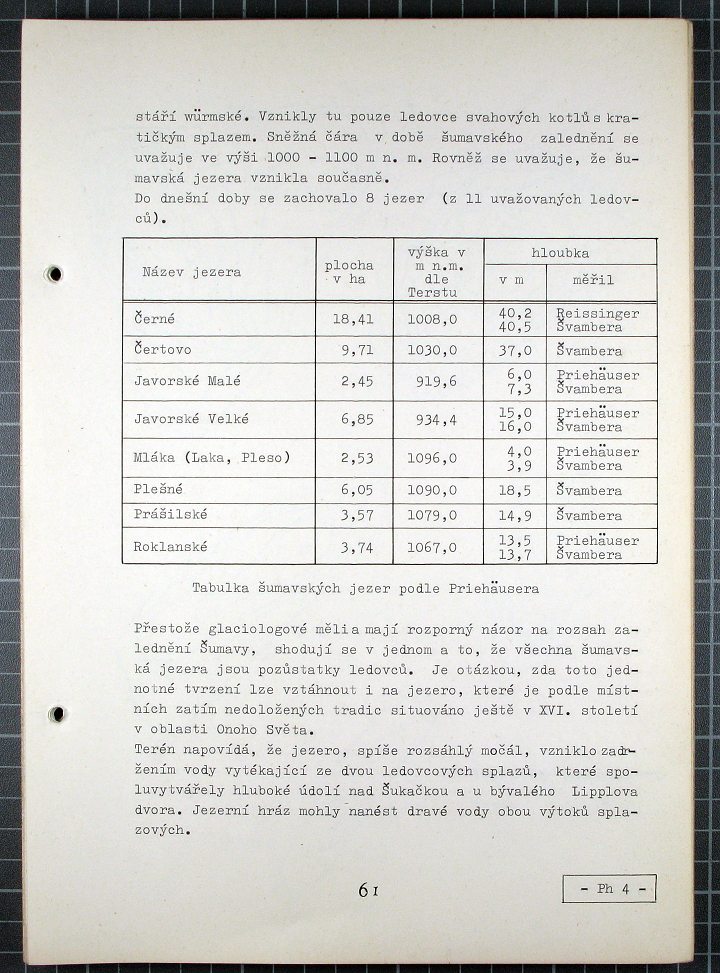 stáří würmské. Vznikly tu pouze ledovce svahových kotlů s kra-
tičkým splazem. Sněžná čára v době šumavského zalednění se
uvažuje ve výši 1000 - 1100 m n. m. Rovněž se uvažuje, že šu-
mavská jezera vznikla současně.
Do dnešní doby se zachovalo 8 jezer (z 11 uvažovaných ledov-
ců).
Název jezera
plocha
v ha
výška v
m n.m.
dle
Terstu
hloubka
v m
měřil
Černé 18,41 1008,0 40,2 Reissinger
40,5 Švambera
Čertovo 9,71 1030,0 37,0 Švambera
Javorské Malé 2,45 919,6 6,0 Priehäuser
7,3 Švambera
Javorské Velké 6,85 934,4 15,0 Priehäuser
16,0 Švambera
Mláka (Laka, Pleso) 2,53 1096,0 4,0 Priehäuser
3,9 Švambera
Plešné 6,05 1090,0 18,5 Švambera
Prášilské 3,57 1079,0 14,9 Švambera
Roklanské 3,74 1067,0 13,5 Priehäuser
13,7 Švambera
Tabulka šumavských jezer podle Priehäusera
Přestože glaciologové měli a mají rozporný názor na rozsah za-
lednění Šumavy, shodují se v jednom a to, že všechna šumavs-
ká jezera jsou pozůstatky ledovců. Je otázkou, zda toto jed-
notné tvrzení lze vztáhnout i na jezero, které je podle míst-
ních zatím nedoložených tradic situováno ještě v XVI. století
v oblasti Onoho Světa.
Terén napovídá, že jezero, spíše rozsáhlý močál, vzniklo zadr-
žením vody vytékající ze dvou ledovcových splazů, které spo-
luvytvářely hluboké údolí nad Šukačkou a u bývalého Lipplova
dvora. Jezerní hráz mohly nanést dravé vody obou výtoků spla-
zových.
61
- Ph 4 -